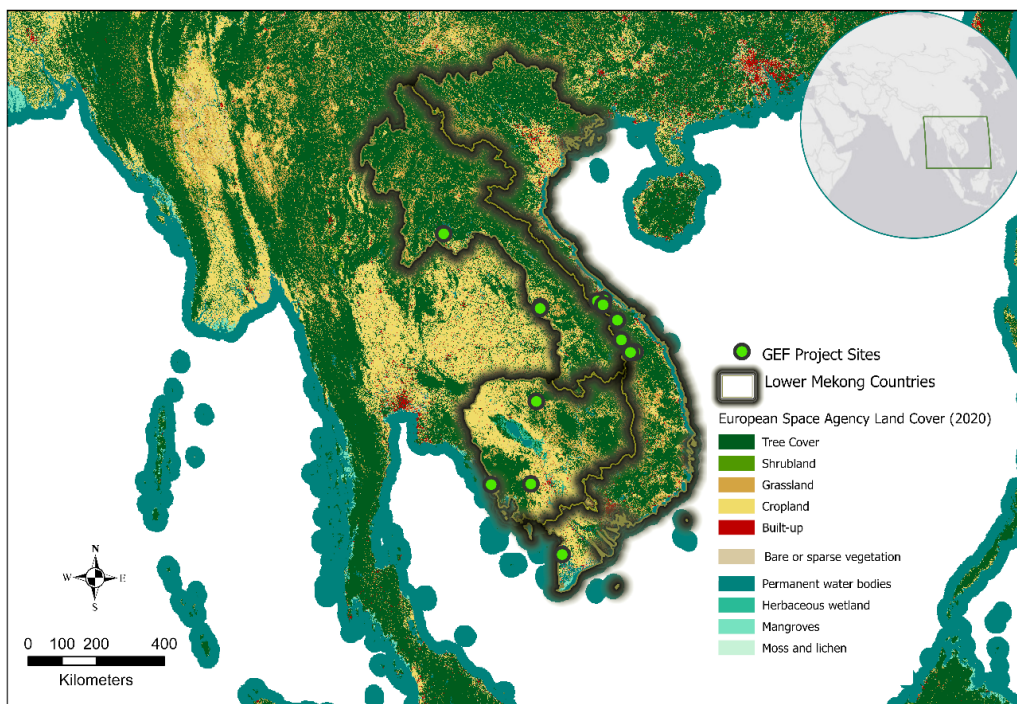 GEF Project Sites
Lower Mekong Countries
European Space Agency Land Cover (2020)
Tree Cover
Shrubland
Grassland
Cropland
Built-up
Bare or sparse vegetation
Permanent water bodies
Herbaceous wetland
Mangroves
Moss and lichen
N
W E
S
0 100 200 400
Kilometers